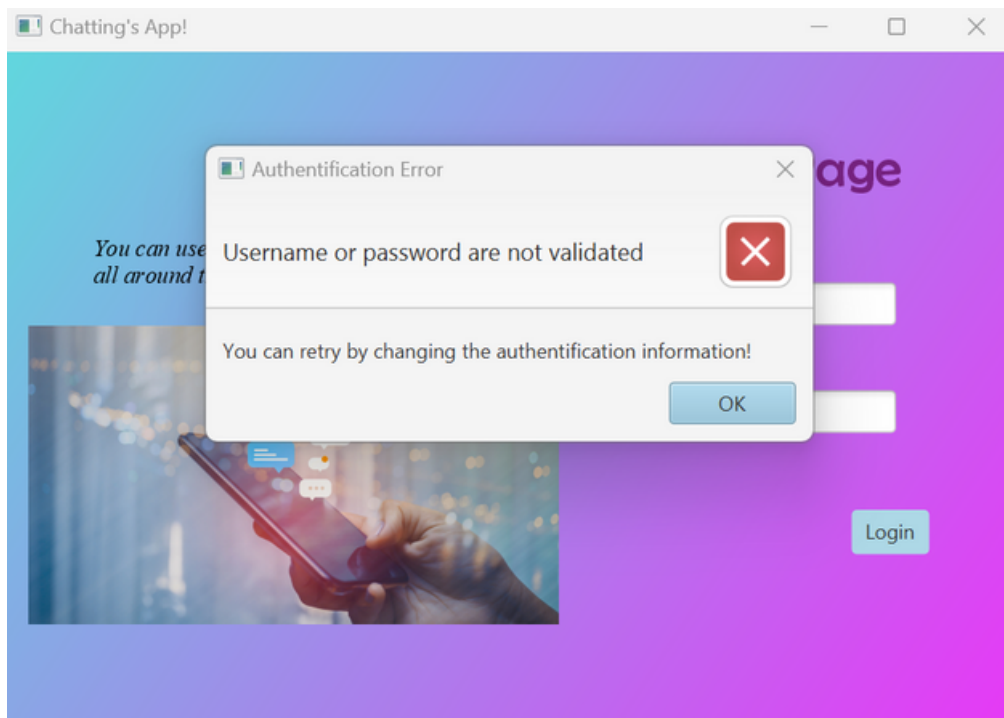 Chatting's App!
Authentification Error
age
You can use
all around t
Username or password are not validated
You can retry by changing the authentification information!
OK
Login